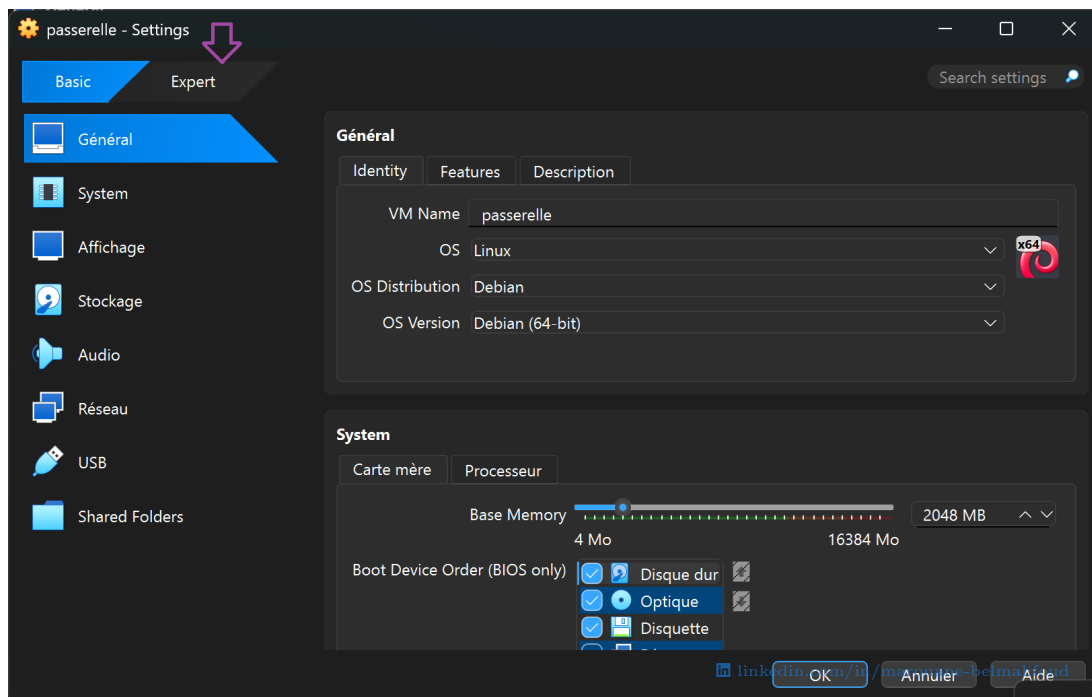 passerelle - Settings
Basic
Expert
Search settings
Général
System
Affichage
Stockage
Audio
Réseau
USB
Shared Folders
Général
Identity
Features
Description
VM Name
passerelle
OS
Linux
x64
OS Distribution
Debian
OS Version
Debian (64-bit)
System
Carte mère
Processeur
Base Memory
2048 MB
4 Mo
16384 Mo
Boot Device Order (BIOS only)
Disque dur
Optique
Disquette
OK
Annuler
Aide